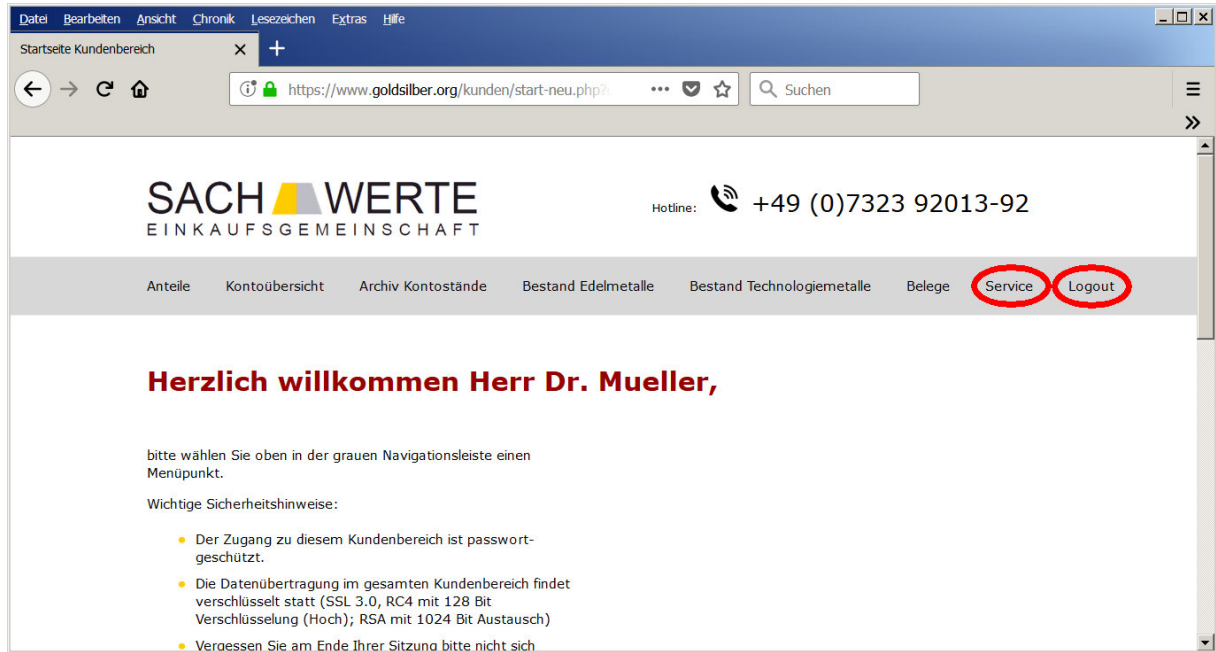 Datei Bearbeiten Ansicht Chronik Lesezeichen Extras Hilfe
Startseite Kundenbereich
https://www.goldsilber.org/kunden/start-neu.php?
Suchen
SACH WERTE
EINKAUFSGEMEINSCHAFT
Hotline: +49 (0)7323 92013-92
Anteile Kontoübersicht Archiv Kontostände Bestand Edelmetalle Bestand Technologiemetalle Belege Service Logout
Herzlich willkommen Herr Dr. Mueller,
bitte wählen Sie oben in der grauen Navigationsleiste einen
Menüpunkt.
Wichtige Sicherheitshinweise:
Der Zugang zu diesem Kundenbereich ist passwort-
geschützt.
Die Datenübertragung im gesamten Kundenbereich findet
verschlüsselt statt (SSL 3.0, RC4 mit 128 Bit
Verschlüsselung (Hoch); RSA mit 1024 Bit Austausch)
Vergessen Sie am Ende Ihrer Sitzung bitte nicht sich